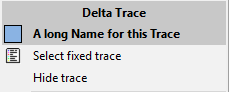 Delta Trace
A long Name for this Trace
Select fixed trace
Hide trace